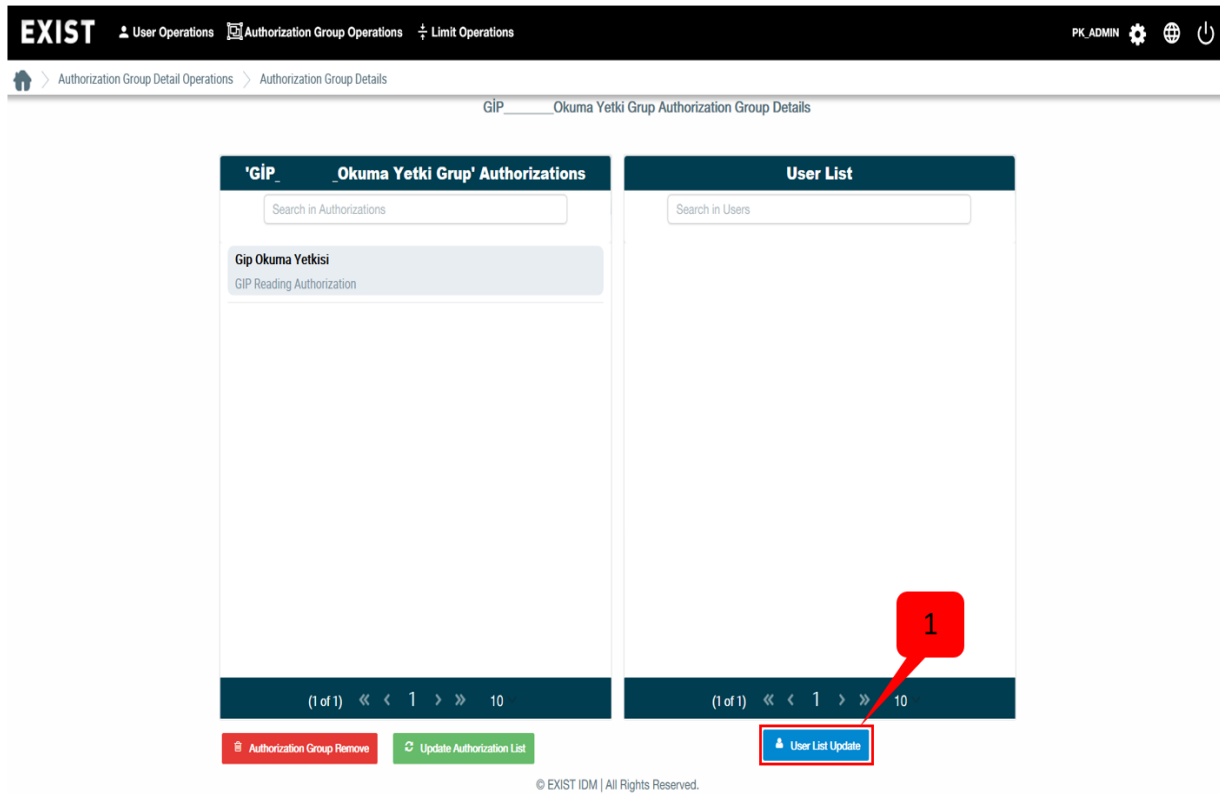 EXIST User Operations Authorization Group Operations Limit Operations PK_ADMIN
Authorization Group Detail Operations > Authorization Group Details
GİP_______Okuma Yetki Grup Authorization Group Details
'GİP_ _Okuma Yetki Grup' Authorizations
Search in Authorizations
Gip Okuma Yetkisi
GIP Reading Authorization
(1 of 1) « < 1 > » 10
Authorization Group Remove
Update Authorization List
User List
Search in Users
1
(1 of 1) « < 1 > » 10
User List Update
© EXIST IDM | All Rights Reserved.